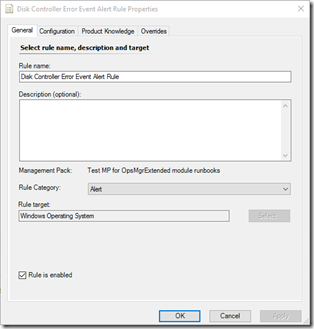 Disk Controller Error Event Alert Rule Properties
General Configuration Product Knowledge Overrides
Select rule name, description and target
Rule name:
Disk Controller Error Event Alert Rule
Description (optional):
Management Pack: Test MP for OpsMgrExtended module runbooks
Rule Category: Alert
Rule target:
Windows Operating System Select...
Rule is enabled
OK Cancel Apply